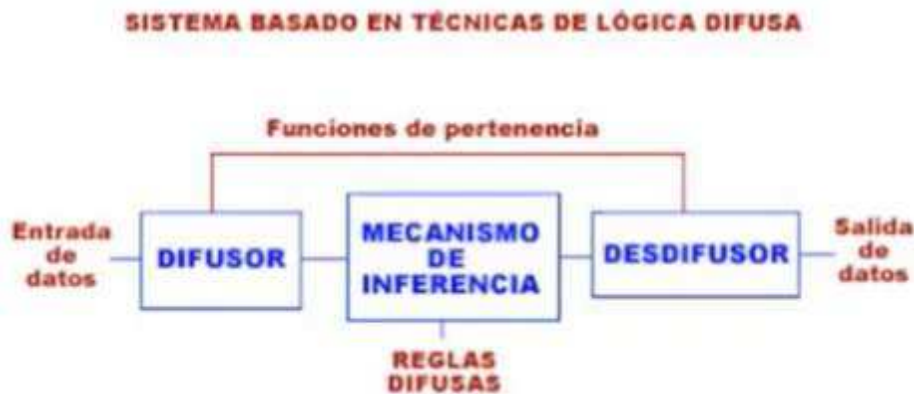 SISTEMA BASADO EN TÉCNICAS DE LÓGICA DIFUSA
Funciones de pertenencia
Entrada
de
datos
DIFUSOR
MECANISMO
DE
INFERENCIA
DESDIFUSOR
Salida
de
datos
REGLAS
DIFUSAS